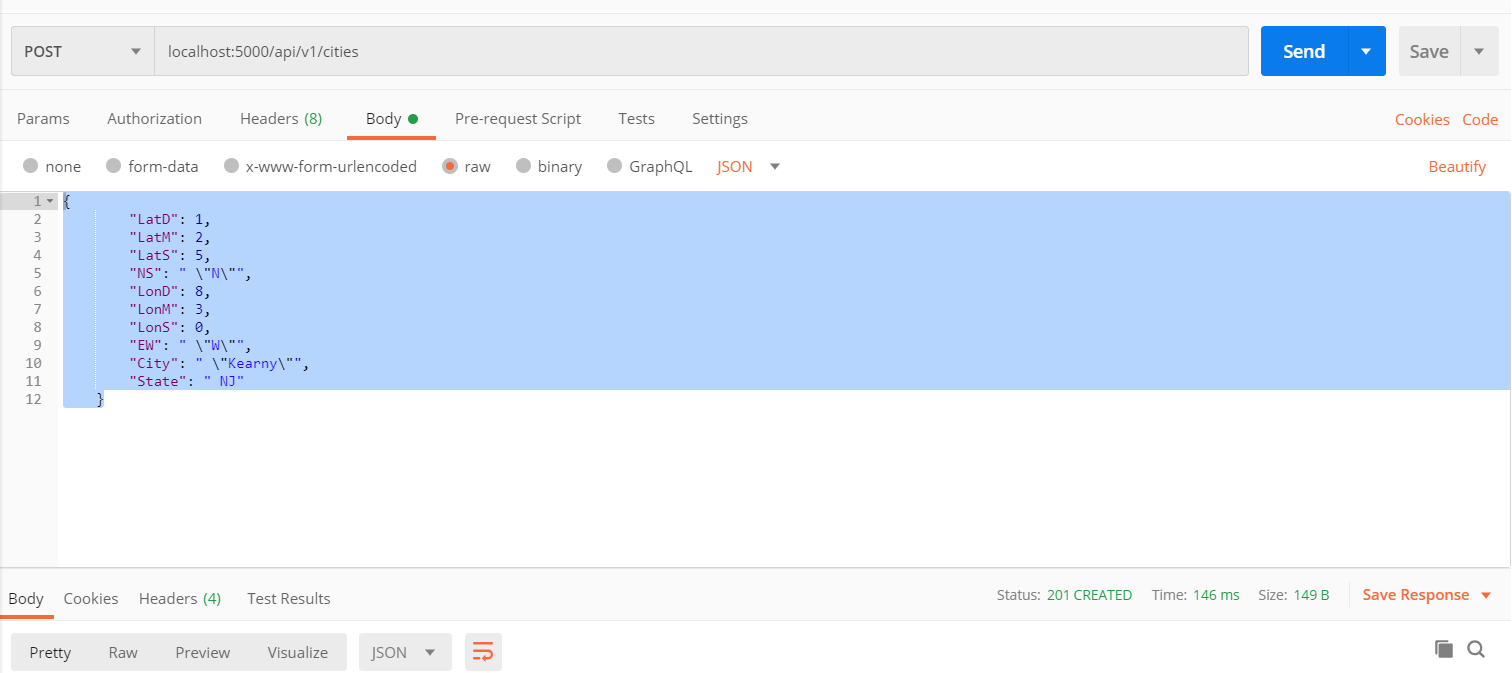 POST localhost:5000/api/v1/cities Send Save
Params Authorization Headers (8) Body Pre-request Script Tests Settings Cookies Code
none form-data x-www-form-urlencoded raw binary GraphQL JSON Beautify
1 {
2 "LatD": 1,
3 "LatM": 2,
4 "LatS": 5,
5 "NS": " \"N\"",
6 "LonD": 8,
7 "LonM": 3,
8 "LonS": 0,
9 "EW": " \"W\"",
10 "City": " \"Kearny\"",
11 "State": " NJ"
12 }
Body Cookies Headers (4) Test Results Status: 201 CREATED Time: 146 ms Size: 149 B Save Response
Pretty Raw Preview Visualize JSON